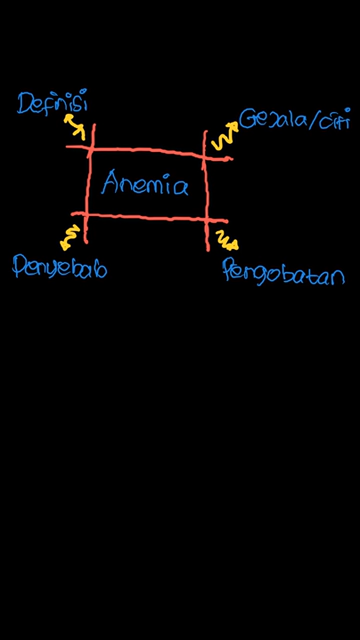 Definisi
Gejala/ciri
Anemia
Penyebab
Pengobatan